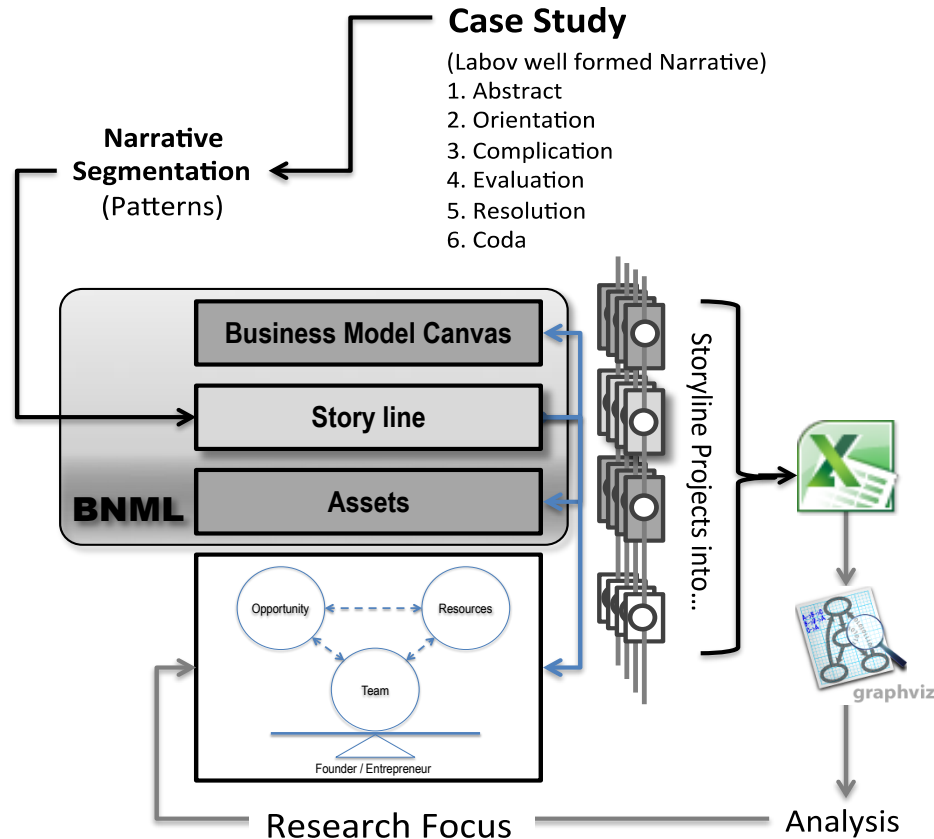 Case Study
(Labov well formed Narrative)
1. Abstract
2. Orientation
3. Complication
4. Evaluation
5. Resolution
6. Coda
Narrative
Segmentation
(Patterns)
Business Model Canvas
Story line
Assets
BNML
Storyline Projects into...
X
Opportunity
Resources
Team
Founder / Entrepreneur
graphviz
Research Focus
Analysis